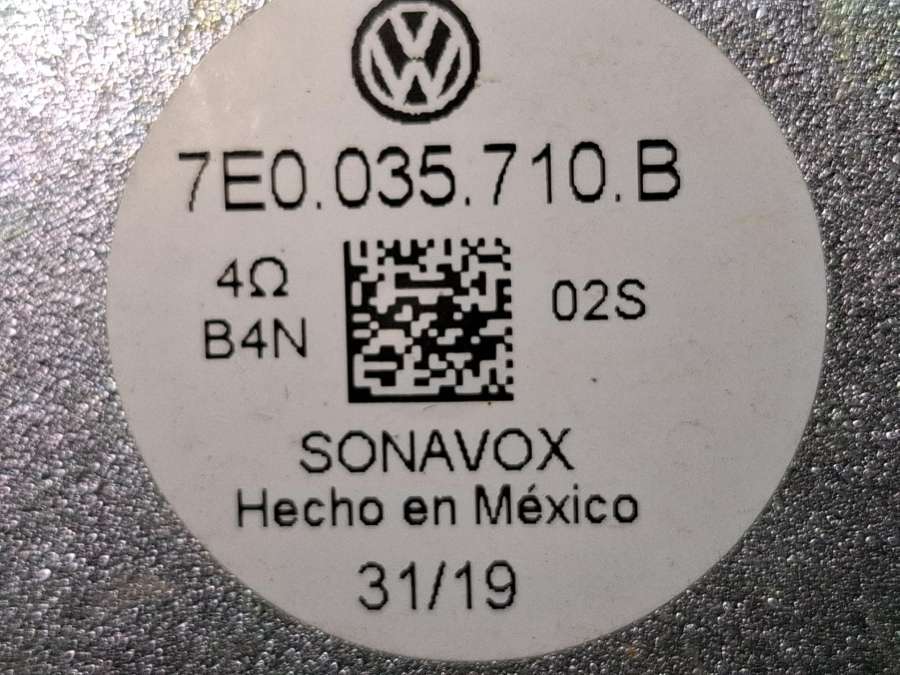 7E0.035.710.B
4Ω
B4N
02S
SONAVOX
Hecho en México
31/19